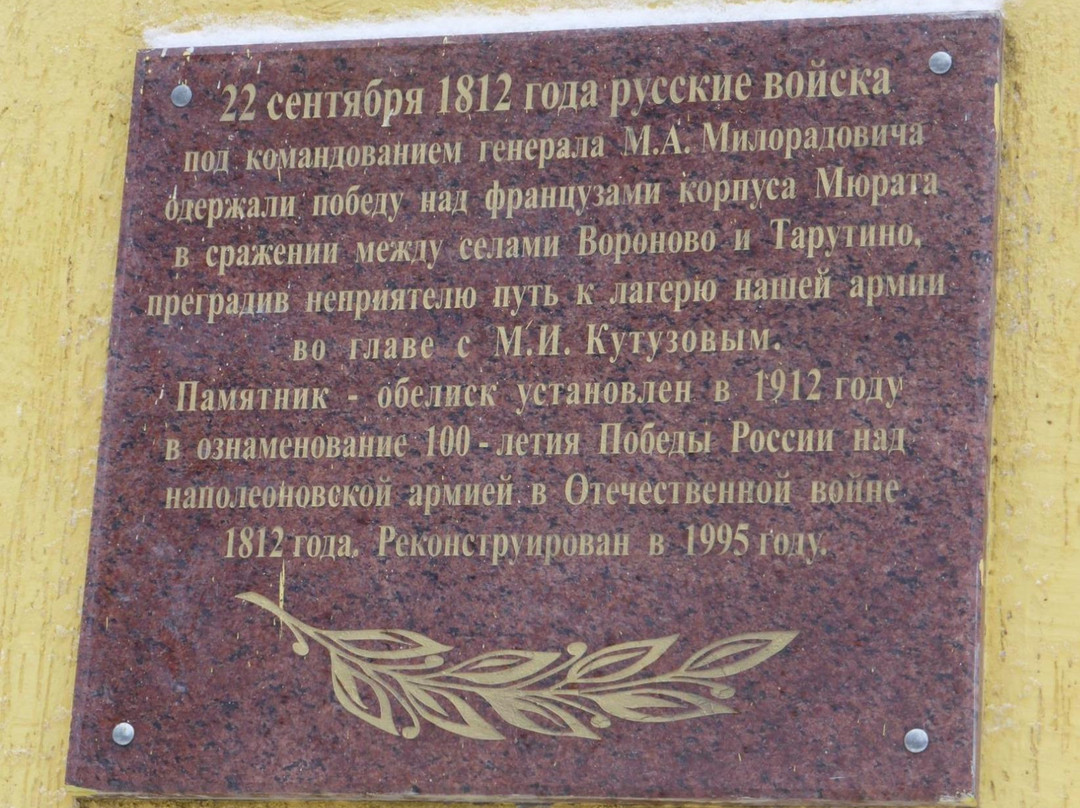 22 сентября 1812 года русские войска
под командованием генерала М.А. Милорадовича
одержали победу над французами корпуса Мюрата
в сражении между селами Вороново и Тарутино,
преградив неприятелю путь к лагерю нашей армии
во главе с М.И. Кутузовым.
Памятник - обелиск установлен в 1912 году
в ознаменование 100 - летия Победы России над
наполеоновской армией в Отечественной войне
1812 года. Реконструирован в 1995 году.